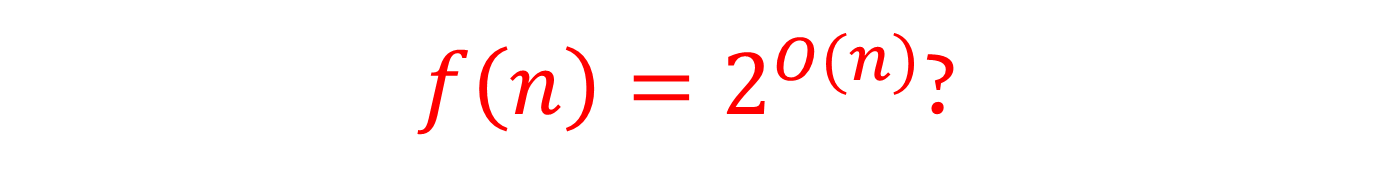 f(n) = 2^{O(n)}?